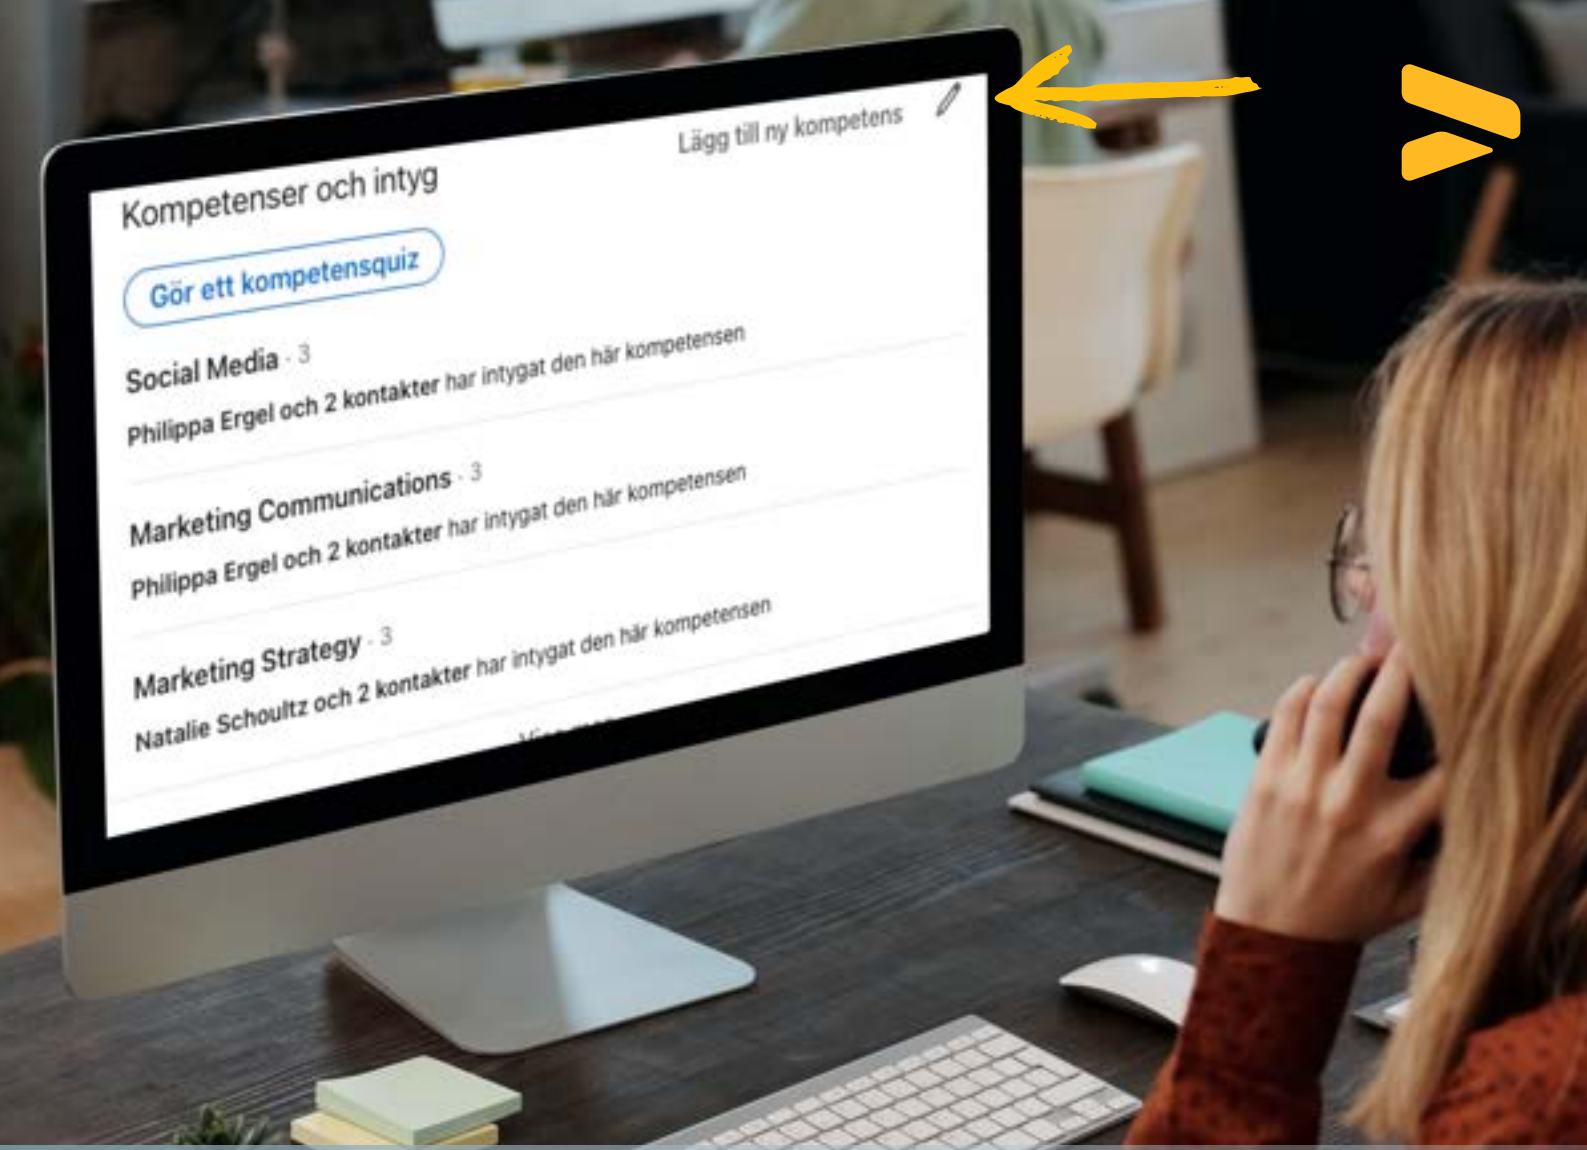 Lägg till ny kompetens
Kompetenser och intyg
Gör ett kompetensquiz
Social Media · 3
Philippa Ergel och 2 kontakter har intygat den här kompetensen
Marketing Communications · 3
Philippa Ergel och 2 kontakter har intygat den här kompetensen
Marketing Strategy · 3
Natalie Schoultz och 2 kontakter har intygat den här kompetensen